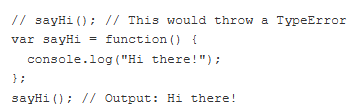 // sayHi(); // This would throw a TypeError
var sayHi = function() {
  console.log("Hi there!");
};
sayHi(); // Output: Hi there!